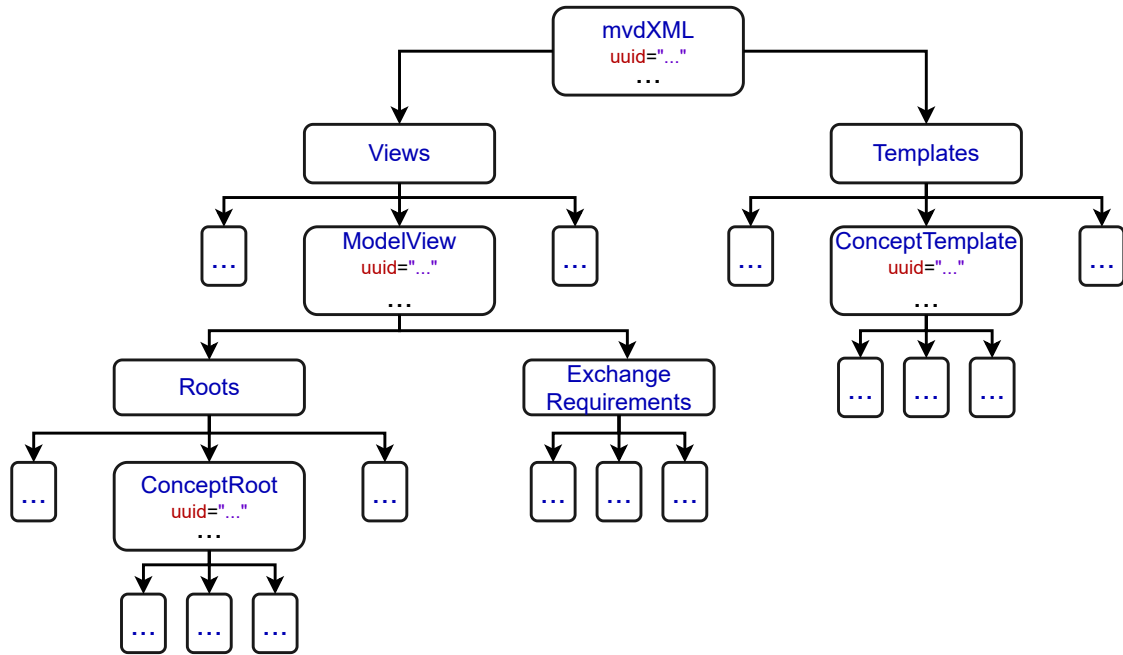 mvdXML
uuid="..."
...
Views
Templates
...
ModelView
uuid="..."
...
...
...
ConceptTemplate
uuid="..."
...
...
Roots
Exchange
Requirements
...
...
...
...
ConceptRoot
uuid="..."
...
...
...
...
...
...
...
...